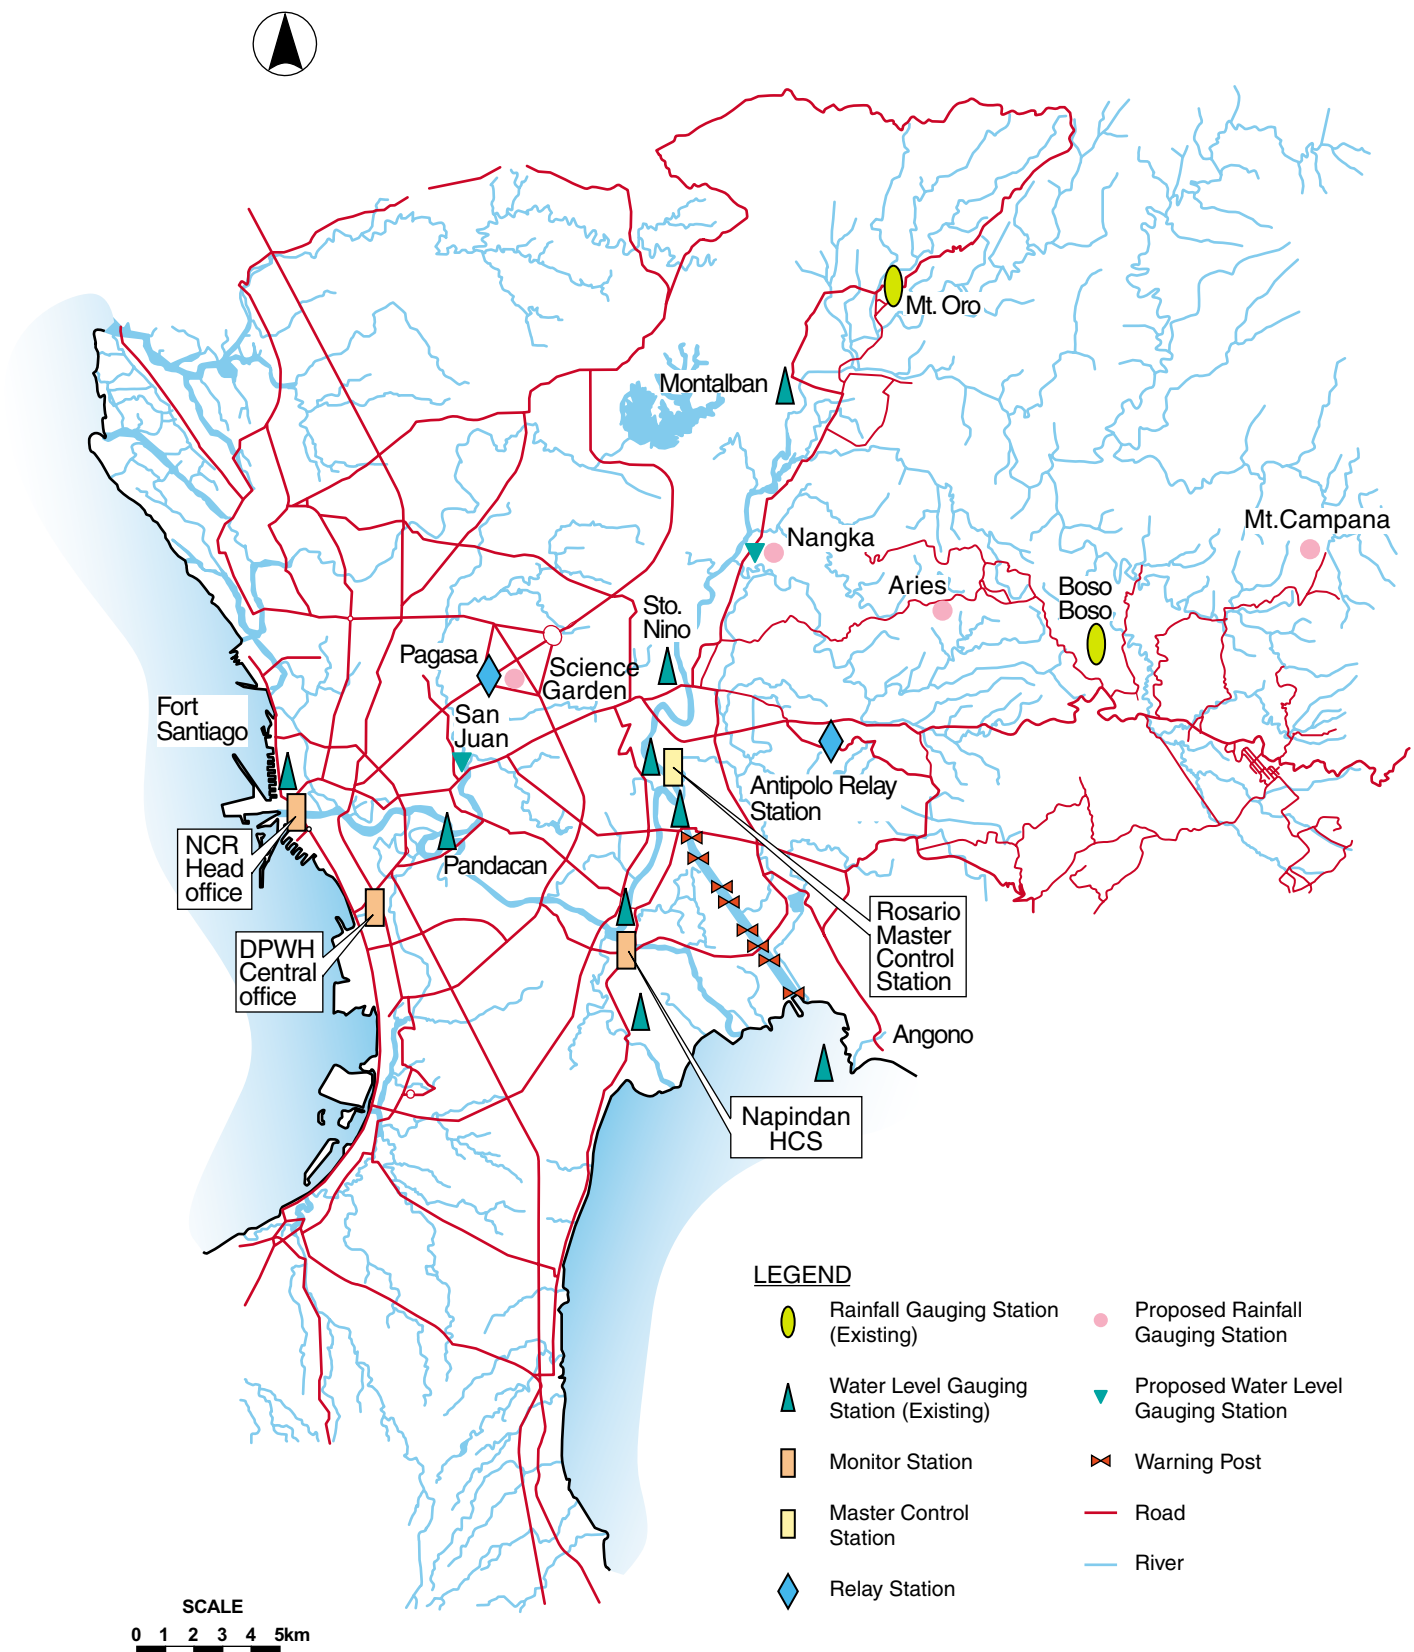 Mt. Oro
Montalban
Mt.Campana
Nangka
Aries
Boso
Boso
Sto.
Nino
Pagasa
Science
Garden
Fort
Santiago
San
Juan
Antipolo Relay
Station
NCR
Head
office
Pandacan
Rosario
Master
Control
Station
DPWH
Central
office
Angono
Napindan
HCS
LEGEND
Rainfall Gauging Station
(Existing)
Water Level Gauging
Station (Existing)
Monitor Station
Master Control
Station
Relay Station
Proposed Rainfall
Gauging Station
Proposed Water Level
Gauging Station
Warning Post
Road
River
SCALE
0 1 2 3 4 5km